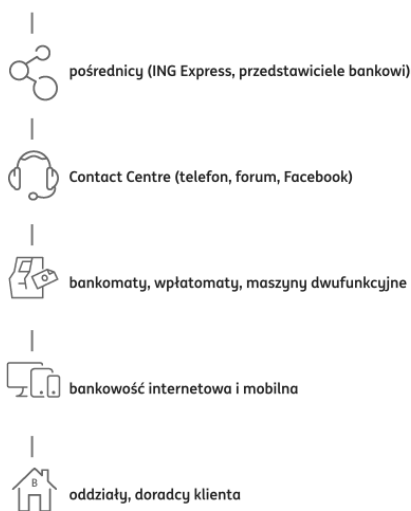 pośrednicy (ING Express, przedstawiciele bankowi)
Contact Centre (telefon, forum, Facebook)
bankomaty, wpłatomaty, maszyny dwufunkcyjne
bankowość internetowa i mobilna
B
oddziały, doradcy klienta